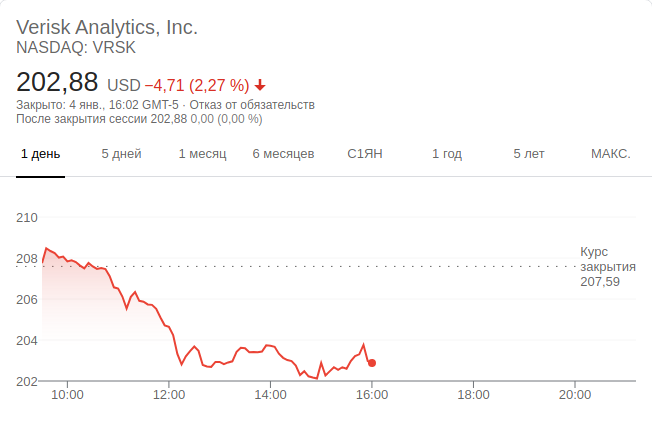 Verisk Analytics, Inc.
NASDAQ: VRSK
202,88 USD −4,71 (2,27 %)
Закрыто: 4 янв., 16:02 GMT-5 · Отказ от обязательств
После закрытия сессии 202,88 0,00 (0,00 %)
1 день 5 дней 1 месяц 6 месяцев С1ЯН 1 год 5 лет МАКС.
210
208
206
204
202
Курс
закрытия
207,59
10:00 12:00 14:00 16:00 18:00 20:00